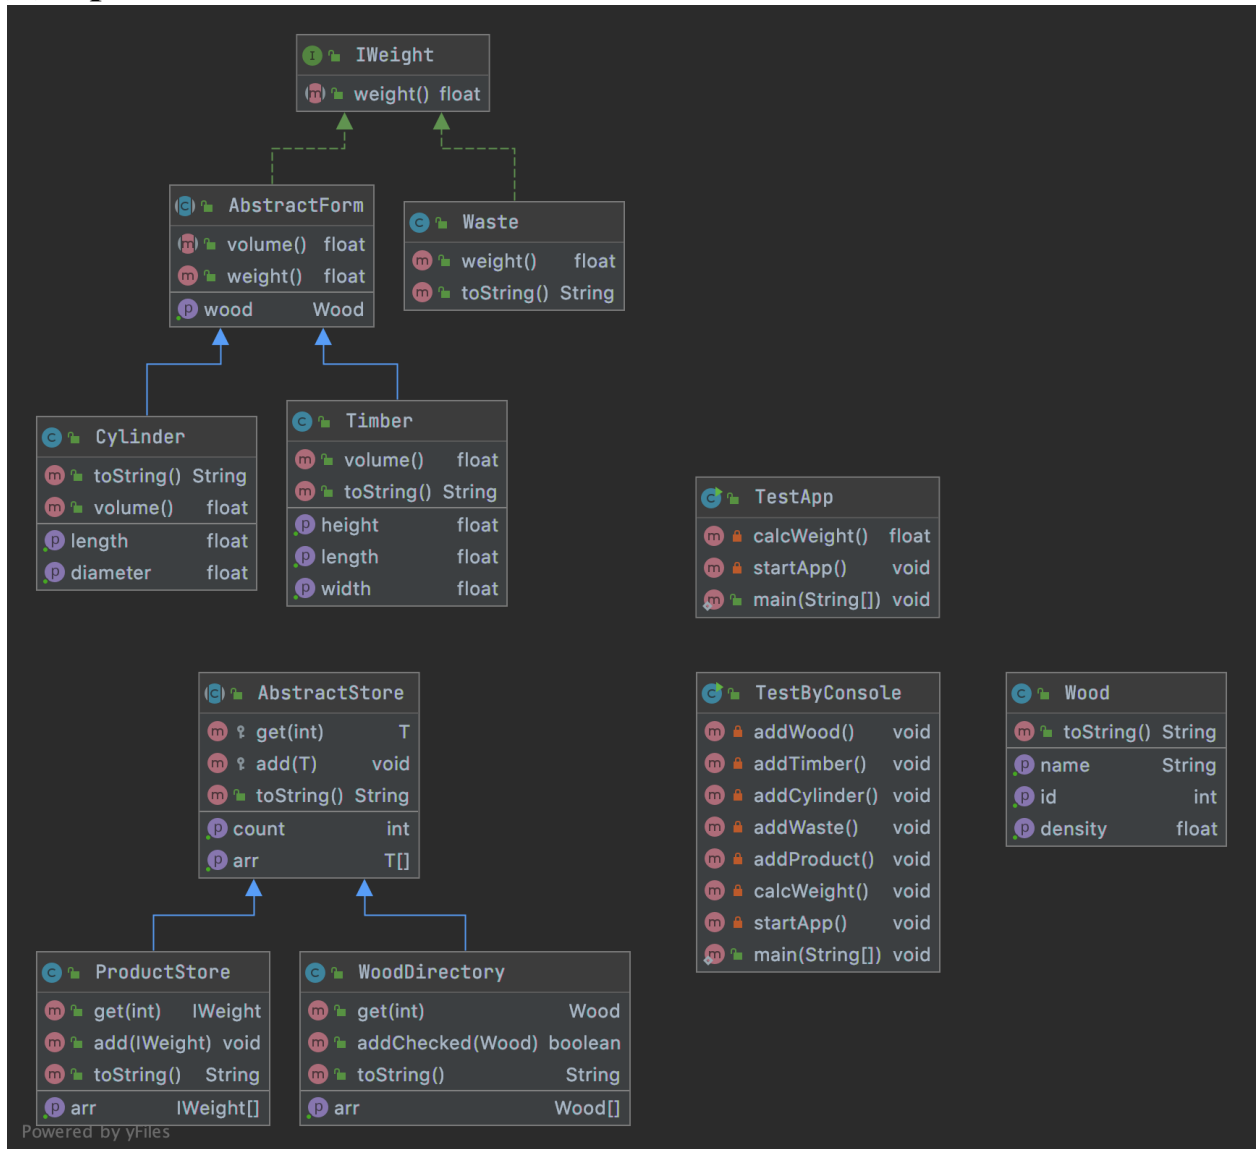 IWeight
weight() float
AbstractForm
volume() float
weight() float
wood Wood
Waste
weight() float
toString() String
Cylinder
toString() String
volume() float
length float
diameter float
Timber
volume() float
toString() String
height float
length float
width float
TestApp
calcWeight() float
startApp() void
main(String[]) void
AbstractStore
get(int) T
add(T) void
toString() String
count int
arr T[]
TestByConsole
addWood() void
addTimber() void
addCylinder() void
addWaste() void
addProduct() void
calcWeight() void
startApp() void
main(String[]) void
Wood
toString() String
name String
id int
density float
ProductStore
get(int) IWeight
add(IWeight) void
toString() String
arr IWeight[]
WoodDirectory
get(int) Wood
addChecked(Wood) boolean
toString() String
arr Wood[]
Powered by yFiles